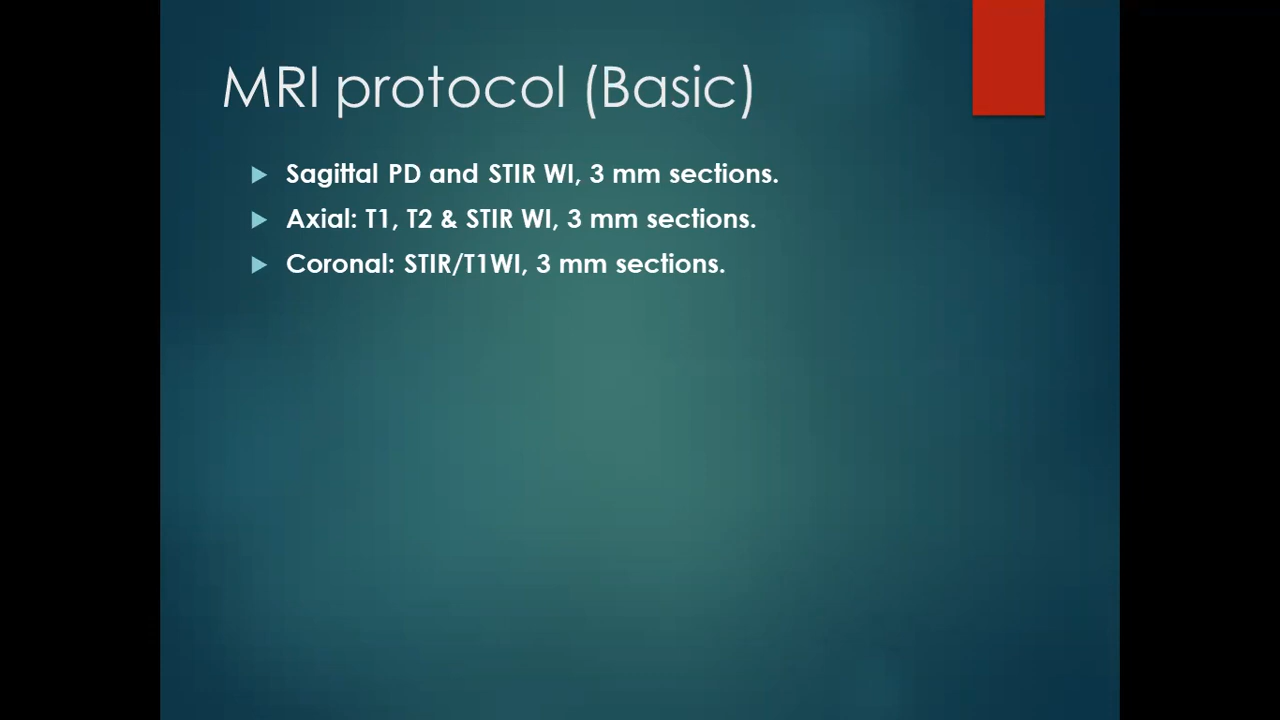 MRI protocol (Basic)
Sagittal PD and STIR WI, 3 mm sections.
Axial: T1, T2 & STIR WI, 3 mm sections.
Coronal: STIR/T1WI, 3 mm sections.